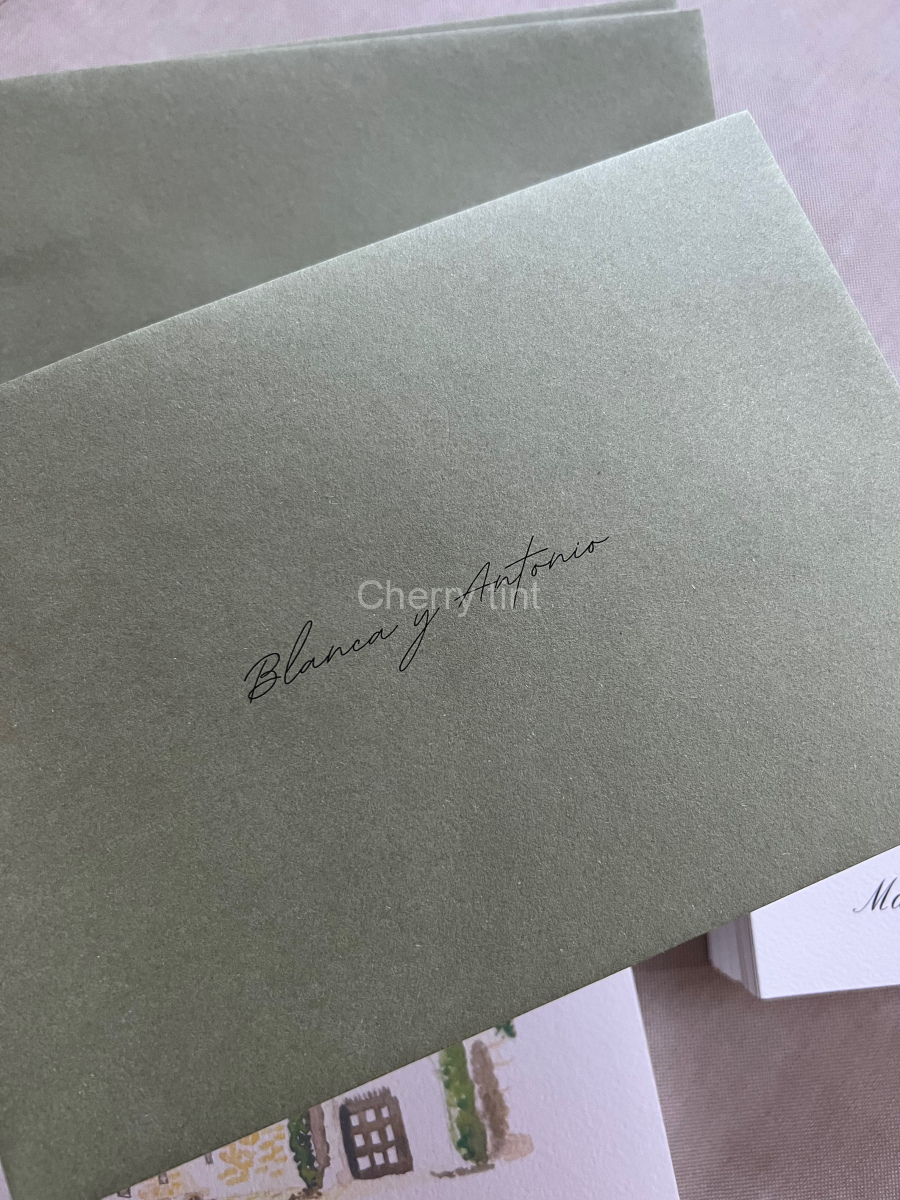 Blanca y Antonio
Cherry tint